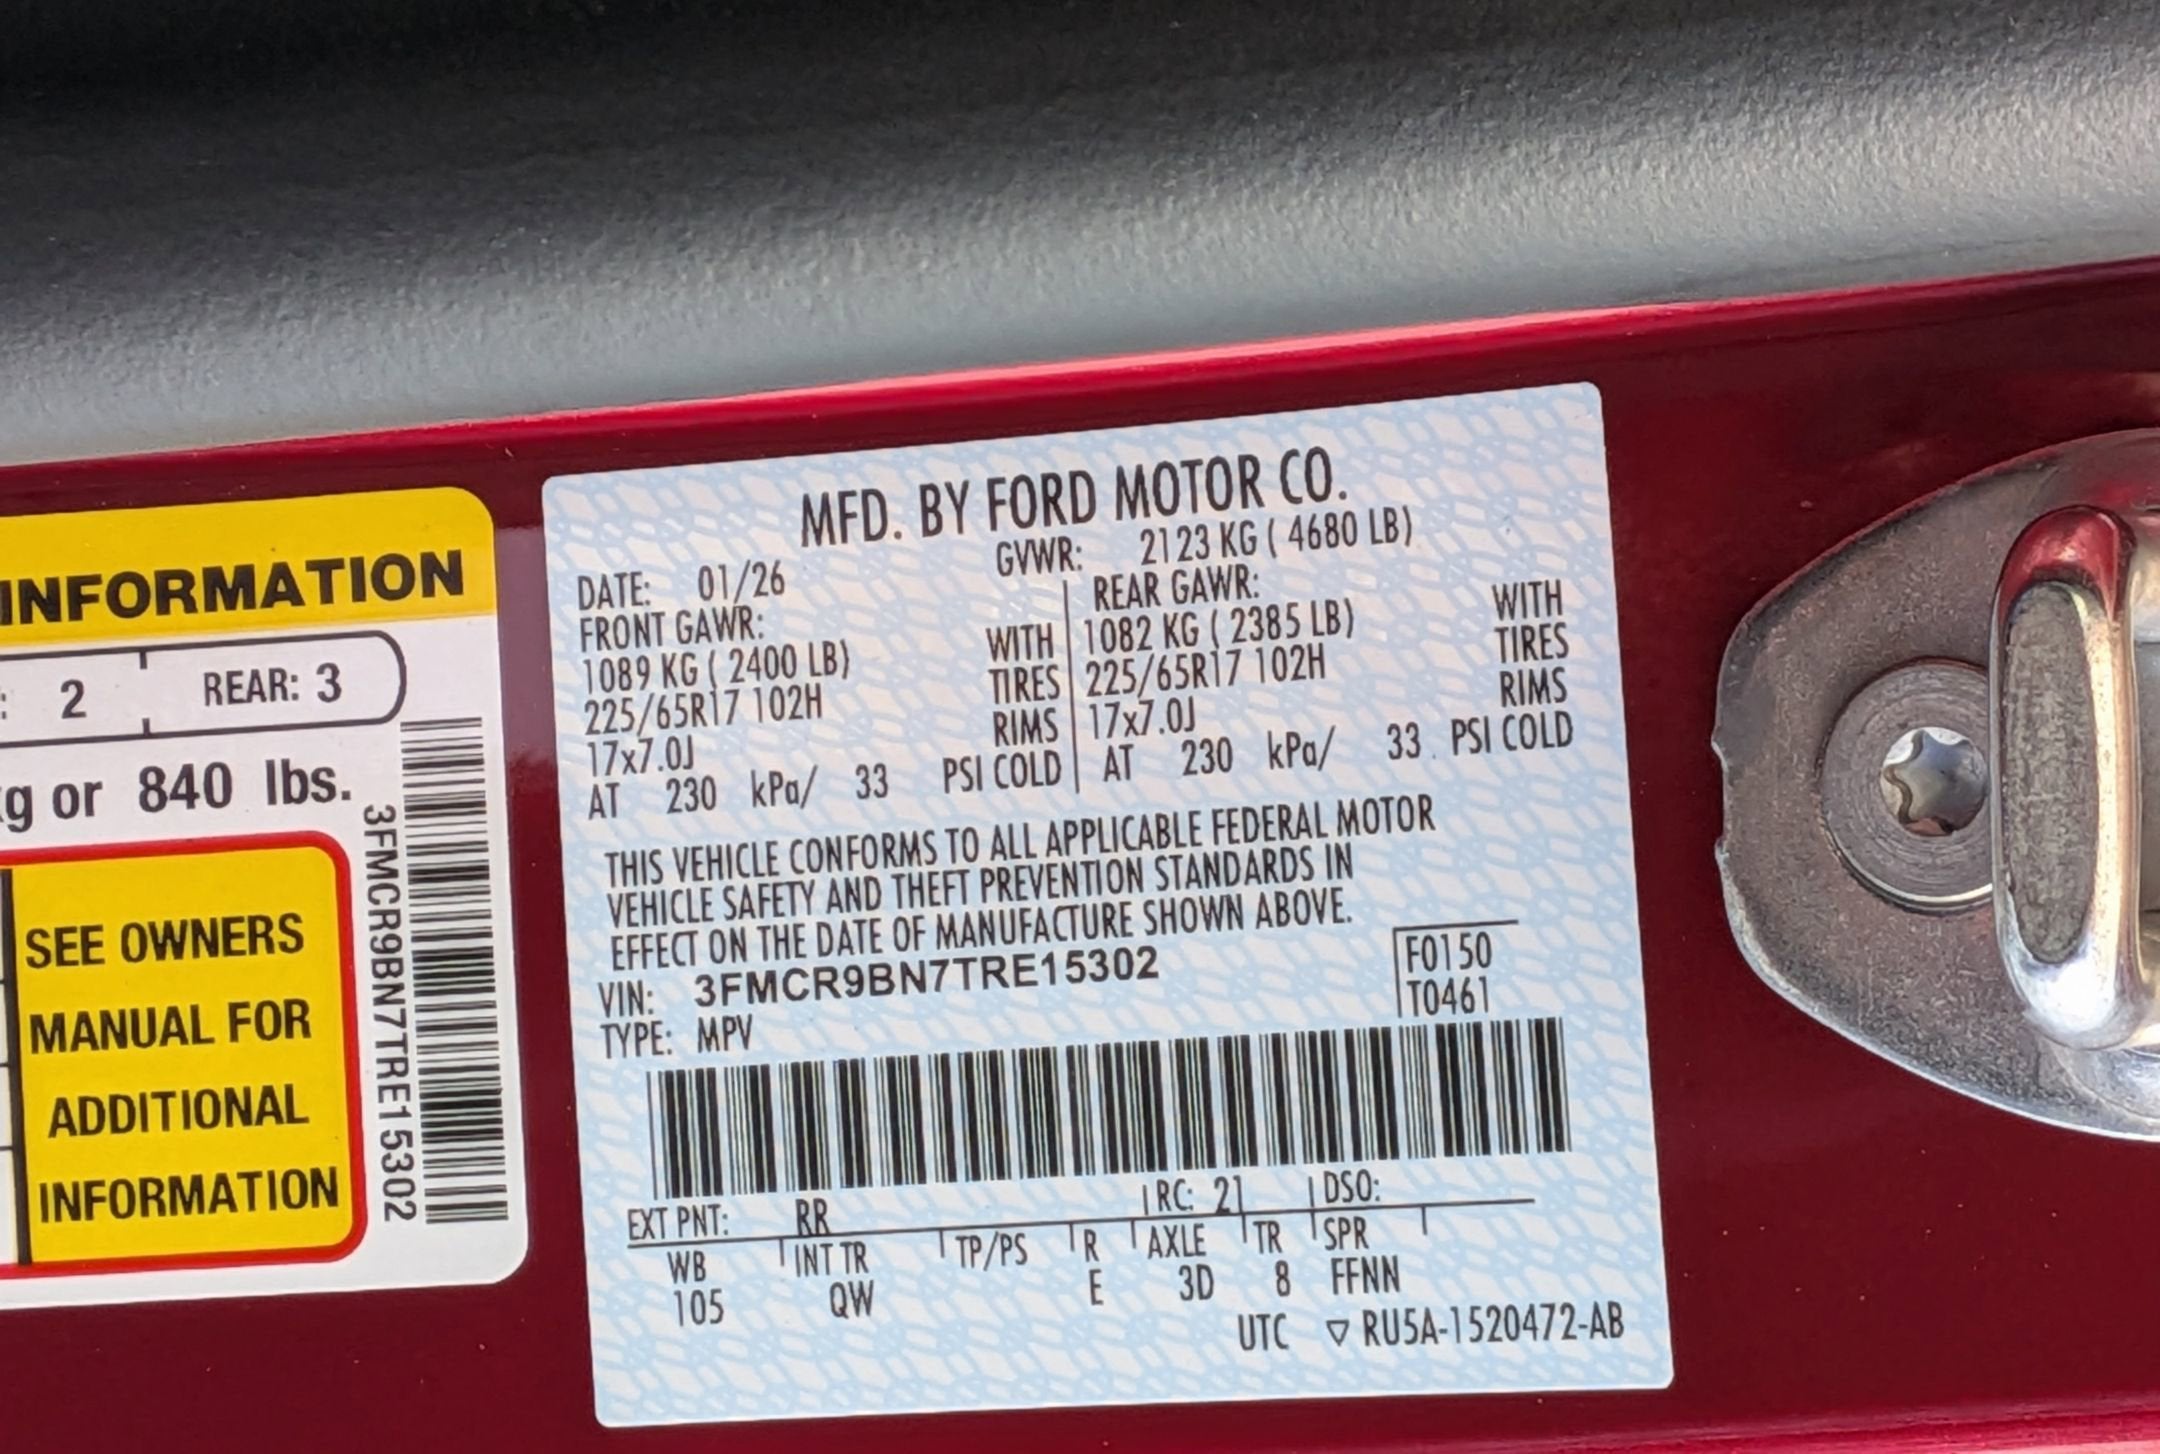 INFORMATION
: 2 REAR: 3
kg or 840 lbs.
SEE OWNERS
MANUAL FOR
ADDITIONAL
INFORMATION
3FMCR9BN7TRE15302
MFD. BY FORD MOTOR CO.
DATE: 01/26 GVWR: 2123 KG ( 4680 LB)
FRONT GAWR:
1089 KG ( 2400 LB) WITH
225/65R17 102H TIRES
17x7.0J RIMS
AT 230 kPa/ 33 PSI COLD
REAR GAWR:
1082 KG ( 2385 LB) WITH
225/65R17 102H TIRES
17x7.0J RIMS
AT 230 kPa/ 33 PSI COLD
THIS VEHICLE CONFORMS TO ALL APPLICABLE FEDERAL MOTOR
VEHICLE SAFETY AND THEFT PREVENTION STANDARDS IN
EFFECT ON THE DATE OF MANUFACTURE SHOWN ABOVE.
VIN: 3FMCR9BN7TRE15302
TYPE: MPV
F0150
T0461
EXT PNT: RR RC: 21 DSO:
WB INT TR TP/PS R AXLE TR SPR
105 QW E 3D 8 FFNN
UTC ▽ RU5A-1520472-AB